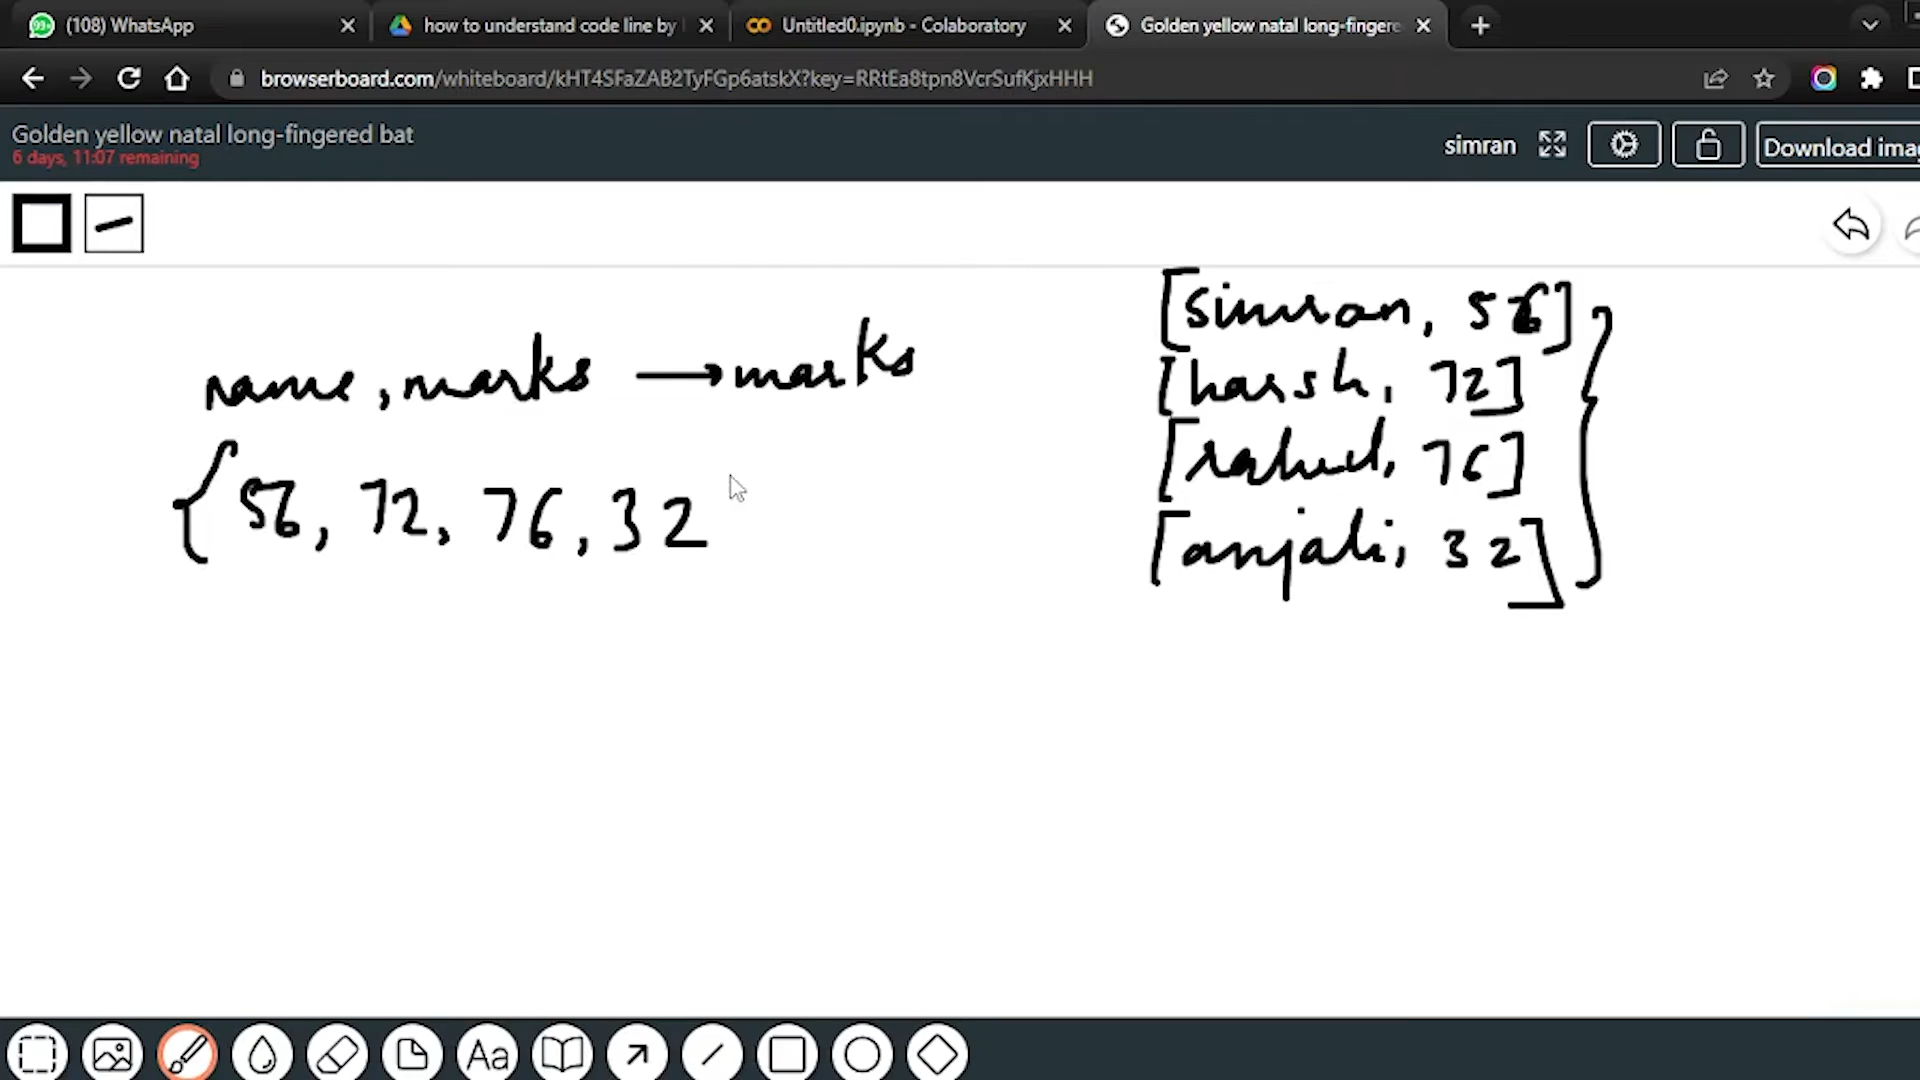 (108) WhatsApp
how to understand code line by
Untitled0.ipynb - Colaboratory
Golden yellow natal long-fingere
browserboard.com/whiteboard/kHT4SFaZAB2TyFGp6atskX?key=RRtEa8tpn8VcrSufKjxHHH
Golden yellow natal long-fingered bat
6 days, 11:07 remaining
simran
Download imag
name, marks → marks
{56, 72, 76, 32
[simran, 56]
[harsh, 72]
[rahul, 76]
[anjali, 32]}
Aa